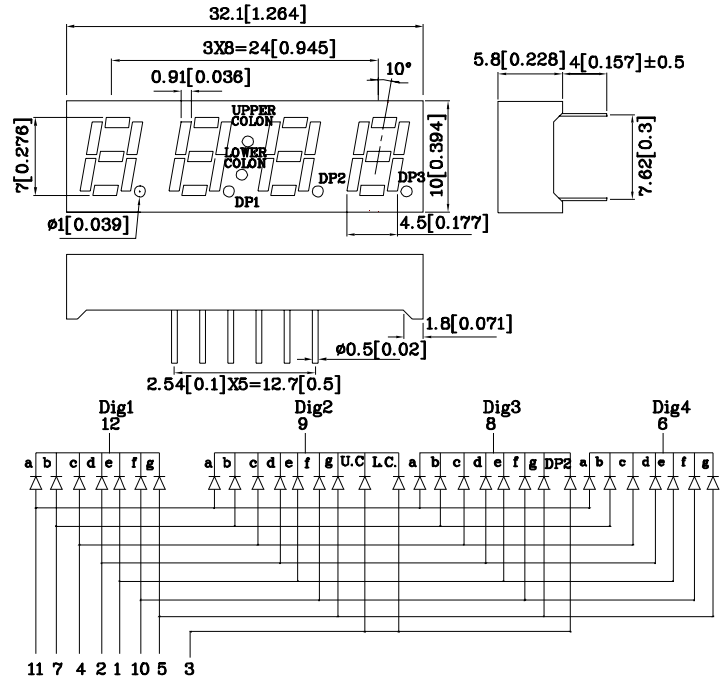 32.1[1.264]
3X8=24[0.945]
5.8[0.228]
4[0.157]±0.5
0.91[0.036]
10°
UPPER
COLON
LOWER
COLON
DP1
DP2
DP3
7[0.276]
10[0.394]
7.62[0.3]
ø1[0.039]
4.5[0.177]
1.8[0.071]
ø0.5[0.02]
2.54[0.1]X5=12.7[0.5]
Dig1
12
Dig2
9
Dig3
8
Dig4
6
a b c d e f g
a b c d e f g U.C L.C.
a b c d e f g DP2
a b c d e f g
11 7 4 2 1 10 5 3